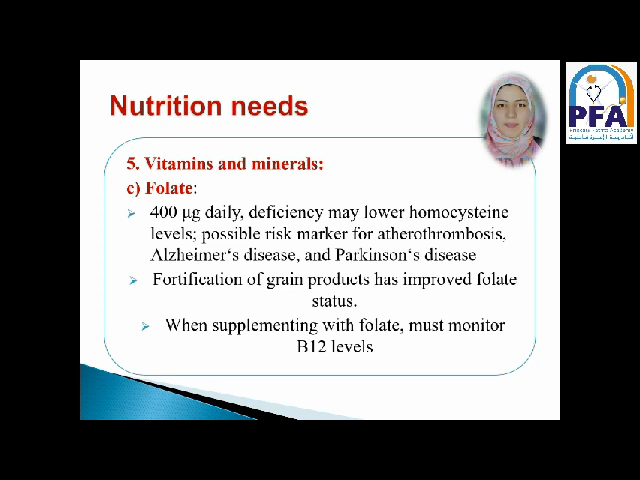 Nutrition needs
5. Vitamins and minerals:
c) Folate:
400 μg daily, deficiency may lower homocysteine
levels; possible risk marker for atherothrombosis,
Alzheimer‘s disease, and Parkinson‘s disease
Fortification of grain products has improved folate
status.
When supplementing with folate, must monitor
B12 levels
PFA